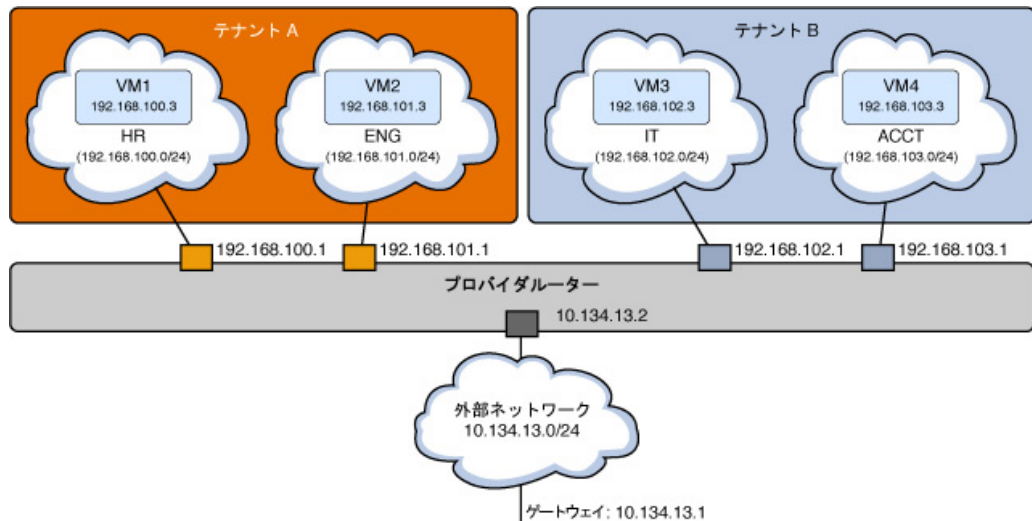 テナント A
テナント B
VM1
192.168.100.3
HR
(192.168.100.0/24)
VM2
192.168.101.3
ENG
(192.168.101.0/24)
VM3
192.168.102.3
IT
(192.168.102.0/24)
VM4
192.168.103.3
ACCT
(192.168.103.0/24)
192.168.100.1
192.168.101.1
192.168.102.1
192.168.103.1
プロバイダルーター
10.134.13.2
外部ネットワーク
10.134.13.0/24
ゲートウェイ: 10.134.13.1